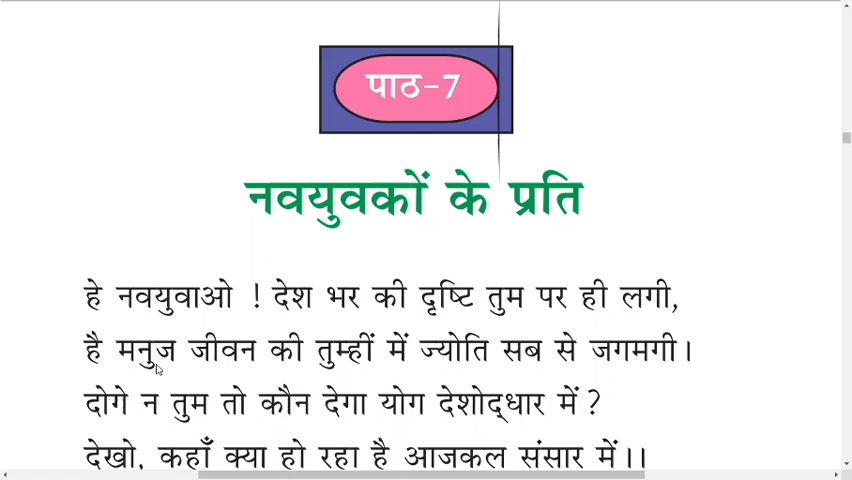 पाठ-7
नवयुवकों के प्रति
हे नवयुवाओ ! देश भर की दृष्टि तुम पर ही लगी,
है मनुज जीवन की तुम्हीं में ज्योति सब से जगमगी।
दोगे न तुम तो कौन देगा योग देशोद्धार में?
देखो, कहाँ क्या हो रहा है आजकल संसार में।।